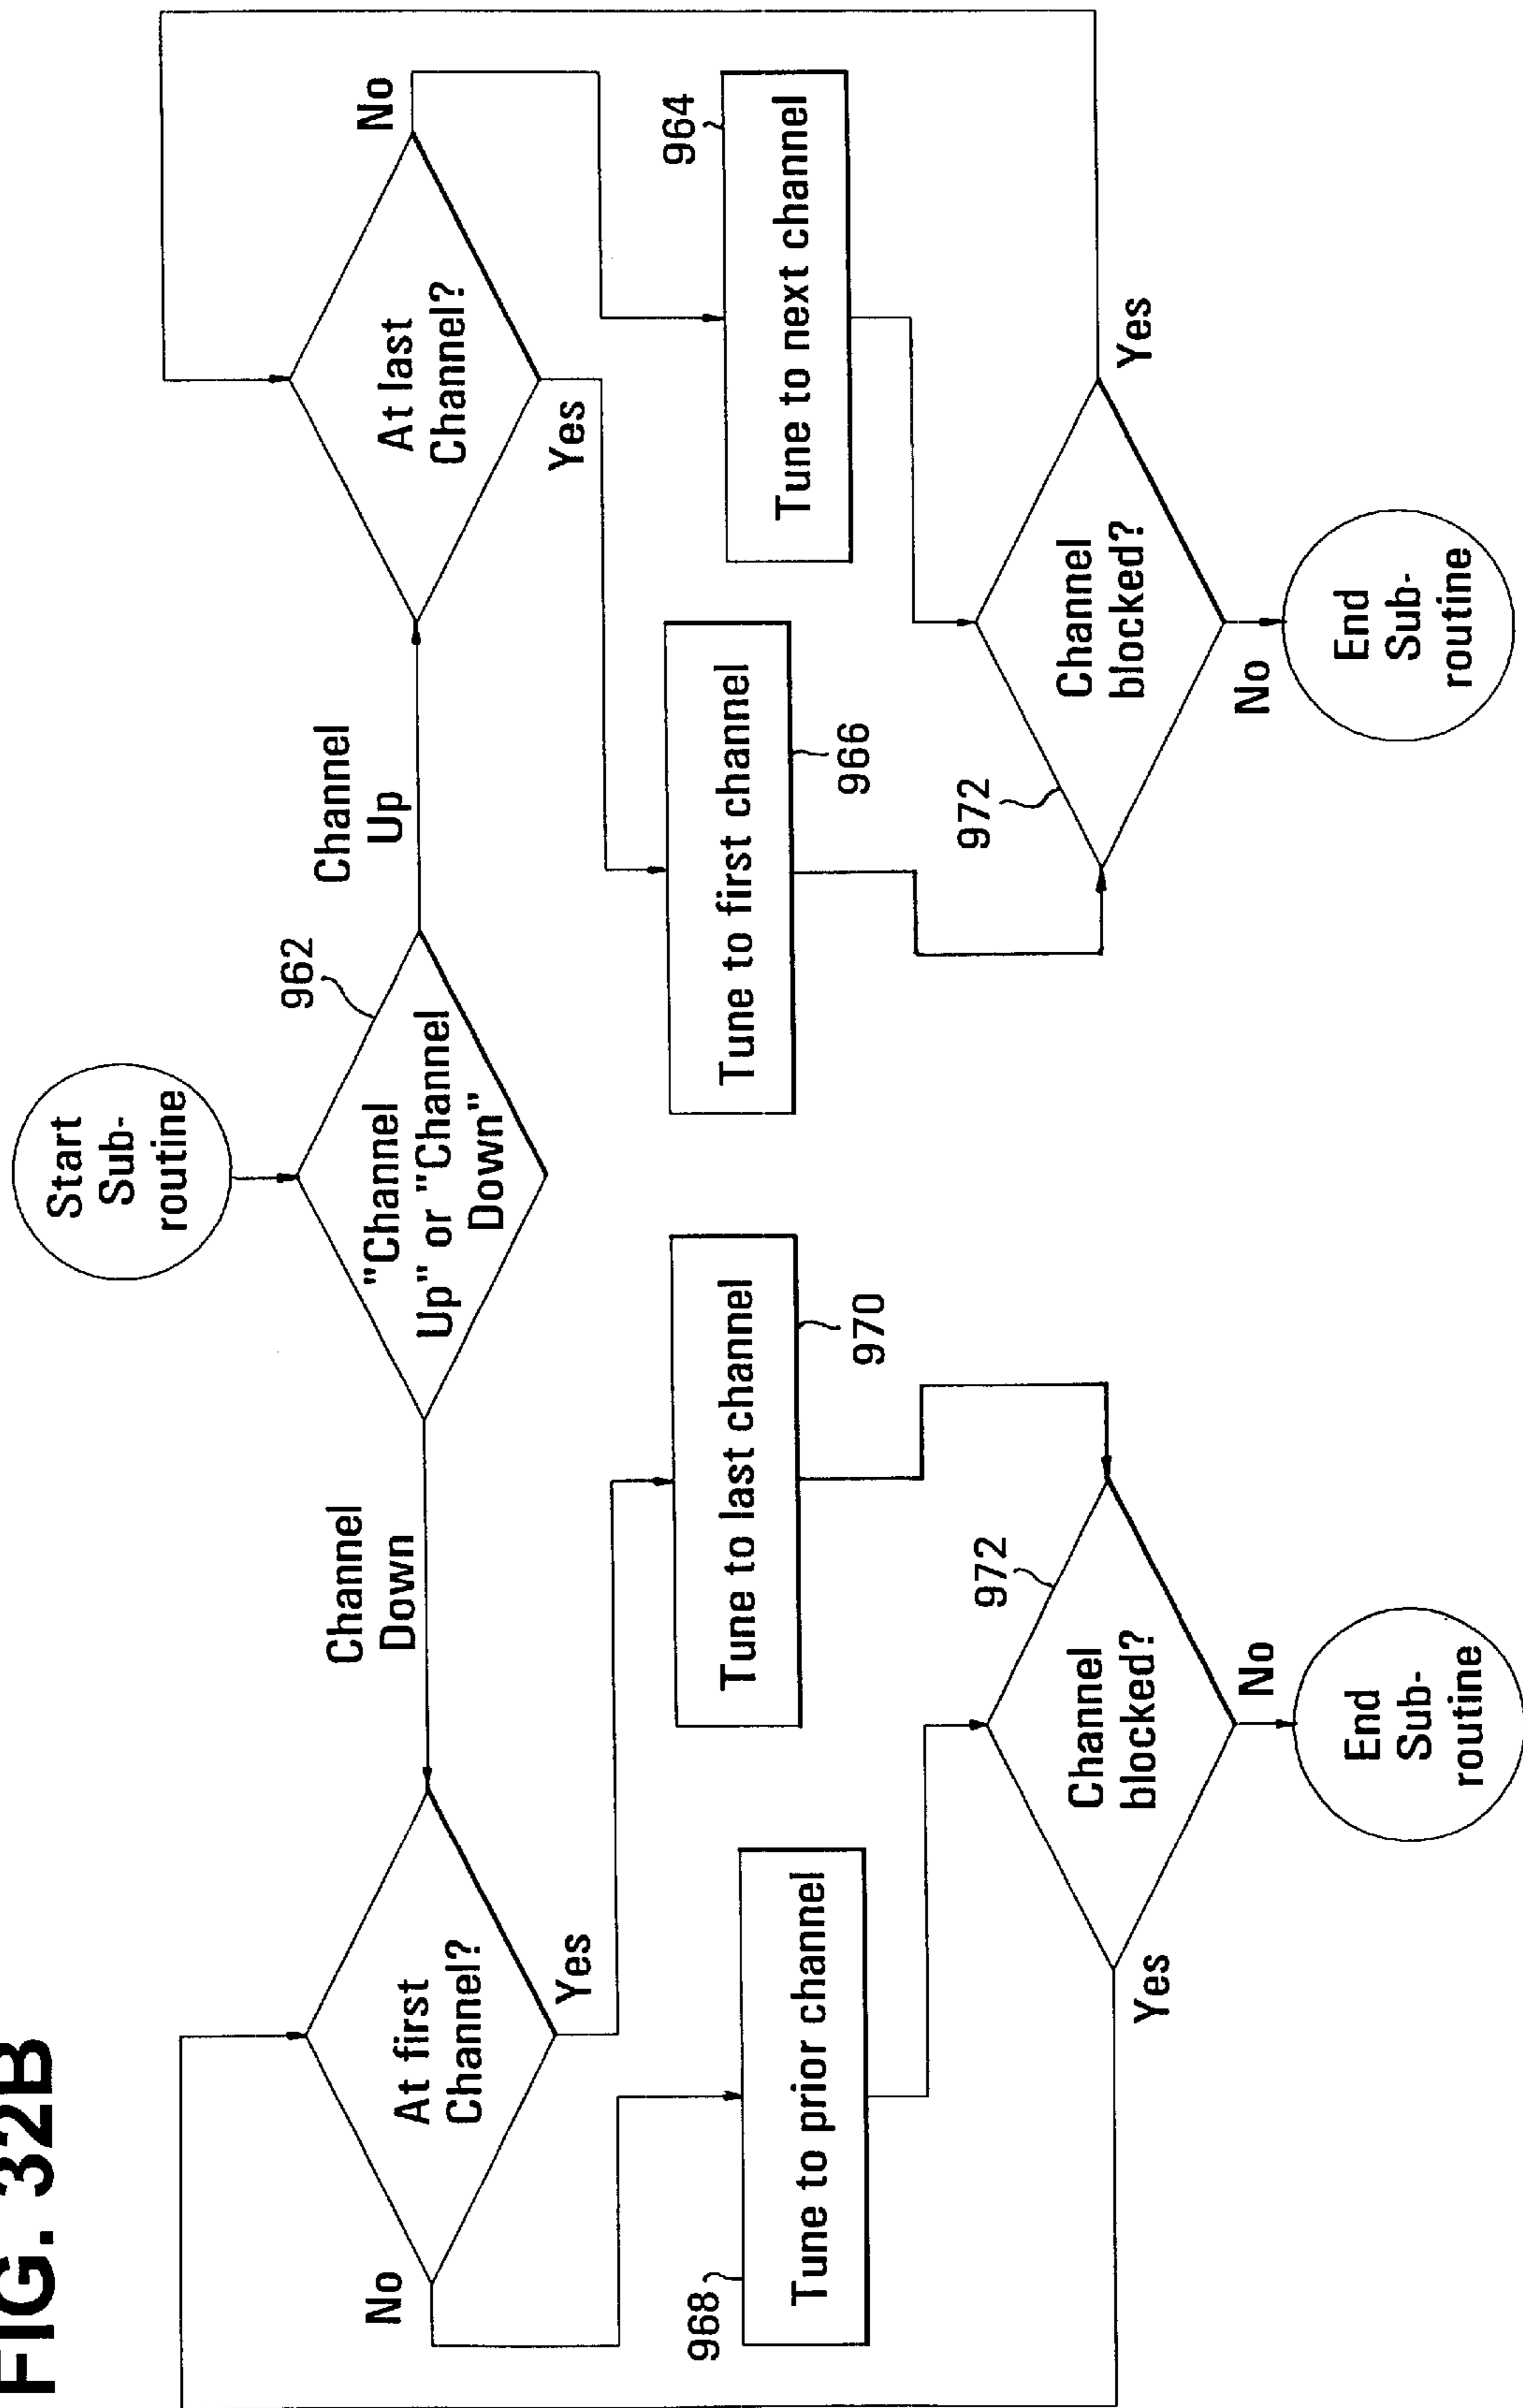 FIG. 32B
Start
Sub-
routine
962
"Channel
Up" or "Channel
Down"
Channel
Down
Channel
Up
At first
Channel?
No
Yes
At last
Channel?
No
Yes
968
Tune to prior channel
Tune to last channel
970
Tune to first channel
966
964
Tune to next channel
972
Channel
blocked?
Yes
No
972
Channel
blocked?
Yes
No
End
Sub-
routine
End
Sub-
routine